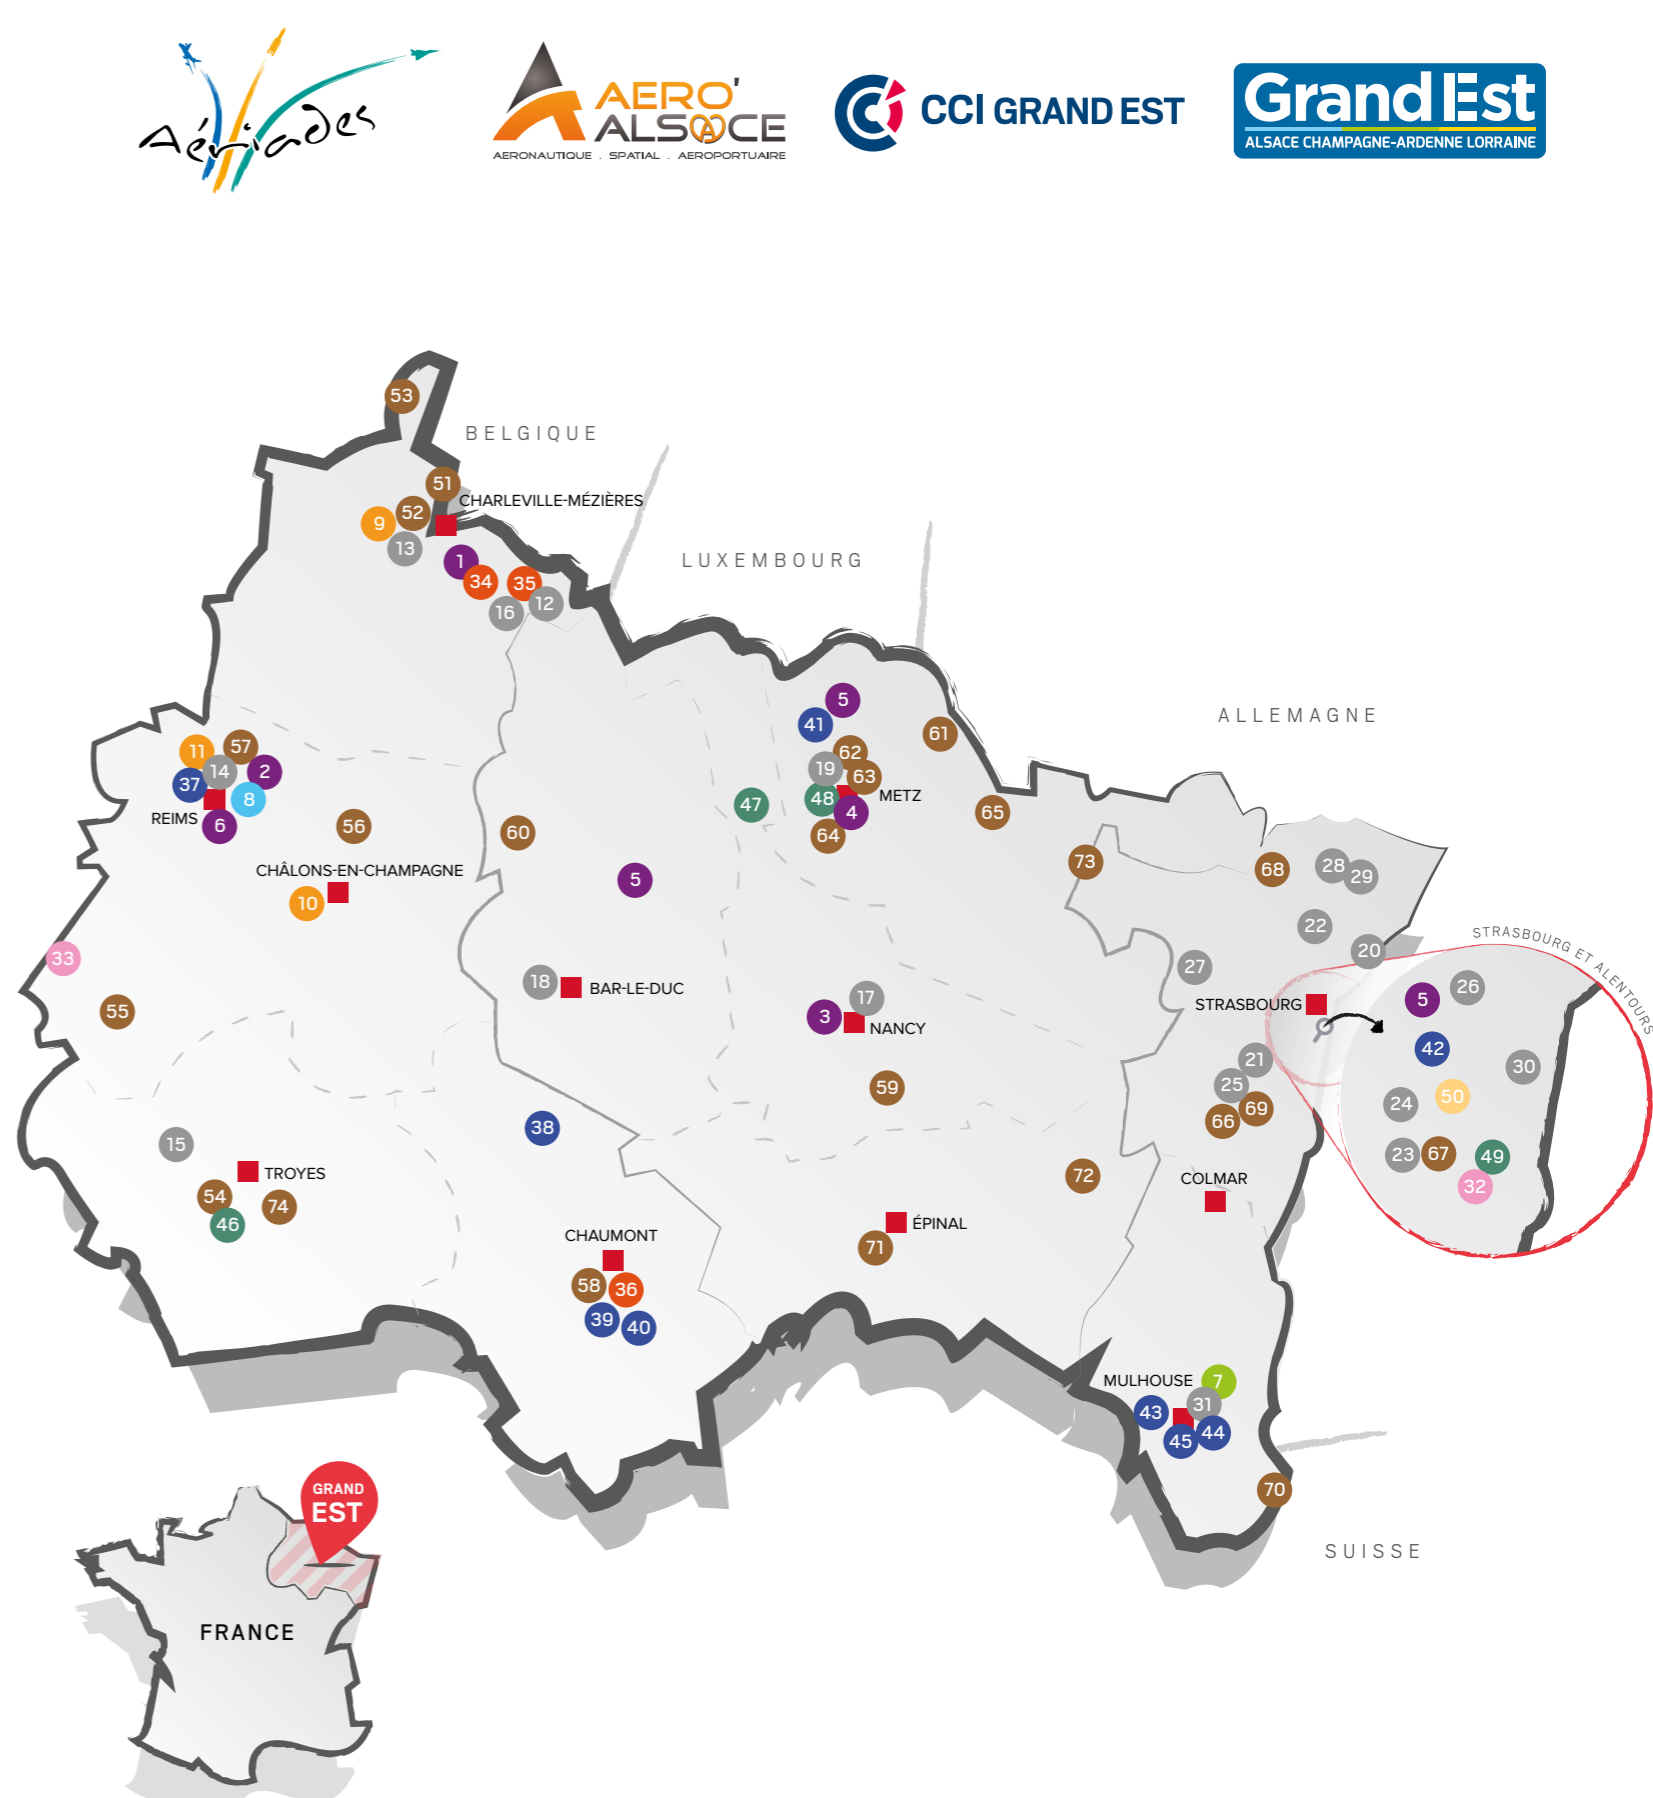 Aériades
AERO'
ALSACE
AERONAUTIQUE . SPATIAL . AEROPORTUAIRE
CCI GRAND EST
Grand Est
ALSACE CHAMPAGNE-ARDENNE LORRAINE
53
BELGIQUE
51
CHARLEVILLE-MÉZIÈRES
52
9
13
1
LUXEMBOURG
34
35
12
16
5
41
61
ALLEMAGNE
11
57
62
14
2
19
63
37
8
47
48
METZ
REIMS
6
56
60
4
64
65
CHÂLONS-EN-CHAMPAGNE
73
68
28
29
10
5
22
STRASBOURG ET ALENTOURS
33
20
27
18
BAR-LE-DUC
17
STRASBOURG
5
26
55
3
NANCY
42
21
30
59
25
50
24
66
69
38
15
23
67
49
TROYES
72
COLMAR
32
54
74
46
ÉPINAL
CHAUMONT
71
58
36
39
40
MULHOUSE
7
43
31
45
44
GRAND
EST
70
SUISSE
FRANCE